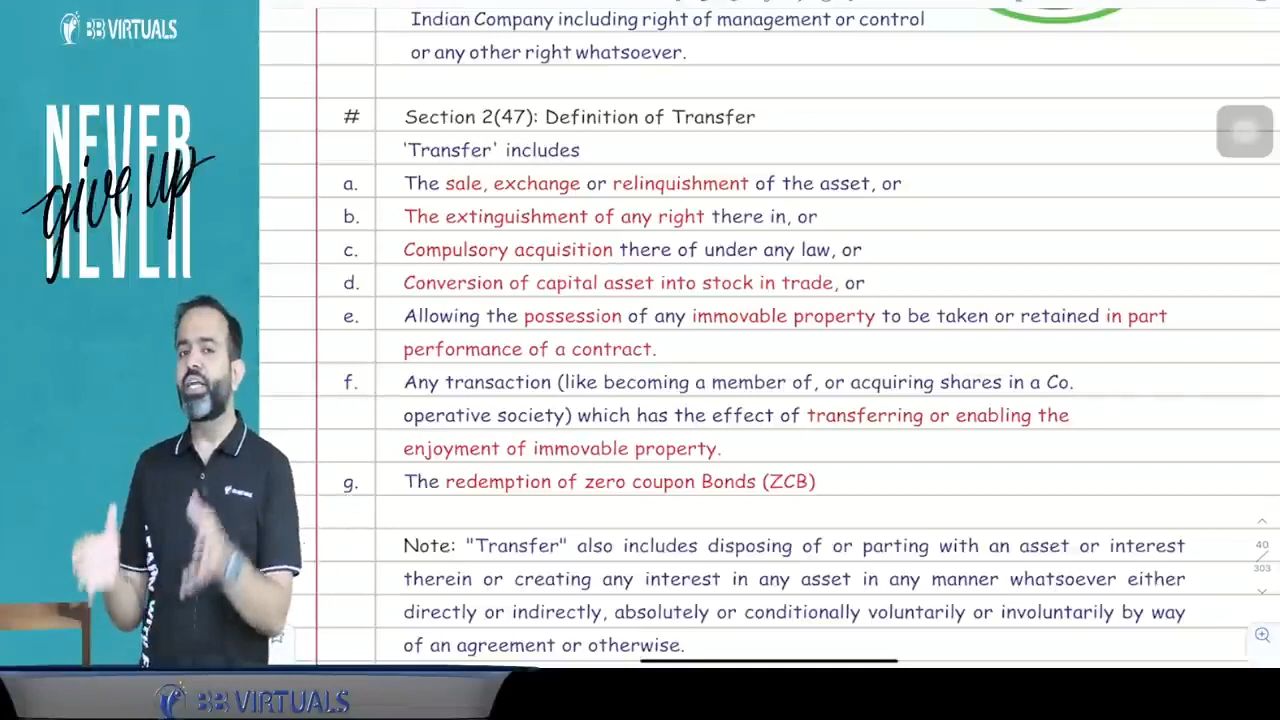 BB VIRTUALS
NEVER
give up
NEVER
Indian Company including right of management or control
or any other right whatsoever.
# Section 2(47): Definition of Transfer
'Transfer' includes
a. The sale, exchange or relinquishment of the asset, or
b. The extinguishment of any right there in, or
c. Compulsory acquisition there of under any law, or
d. Conversion of capital asset into stock in trade, or
e. Allowing the possession of any immovable property to be taken or retained in part
performance of a contract.
f. Any transaction (like becoming a member of, or acquiring shares in a Co.
operative society) which has the effect of transferring or enabling the
enjoyment of immovable property.
g. The redemption of zero coupon Bonds (ZCB)
Note: "Transfer" also includes disposing of or parting with an asset or interest
therein or creating any interest in any asset in any manner whatsoever either
directly or indirectly, absolutely or conditionally voluntarily or involuntarily by way
of an agreement or otherwise.
40
303
BB VIRTUALS